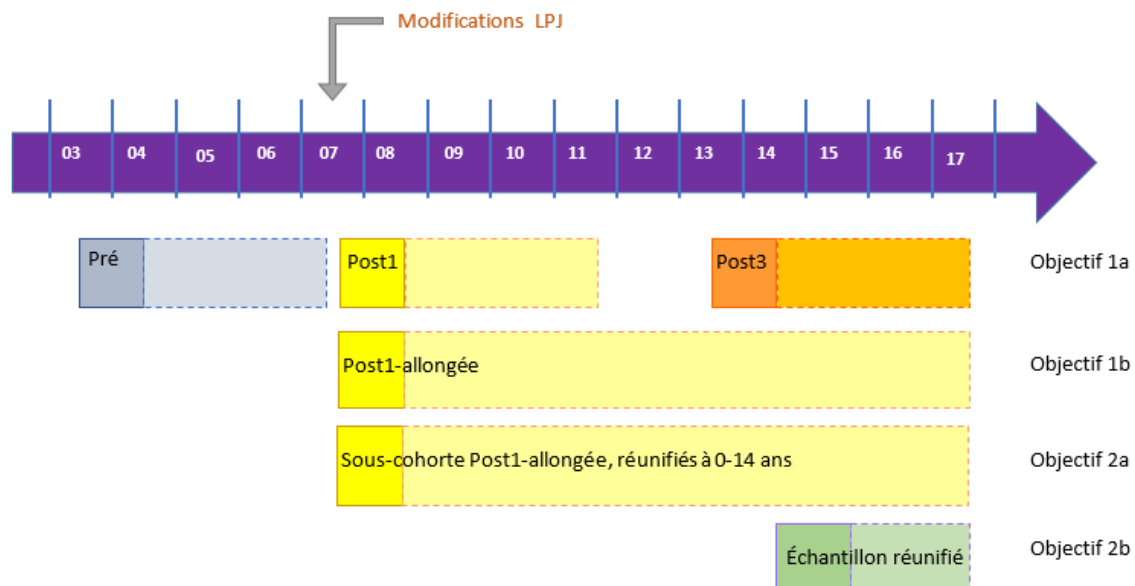 Modifications LPJ
03 04 05 06 07 08 09 10 11 12 13 14 15 16 17
Pré Post1 Post3 Objectif 1a
Post1-allongée Objectif 1b
Sous-cohorte Post1-allongée, réunifiés à 0-14 ans Objectif 2a
Échantillon réunifié Objectif 2b